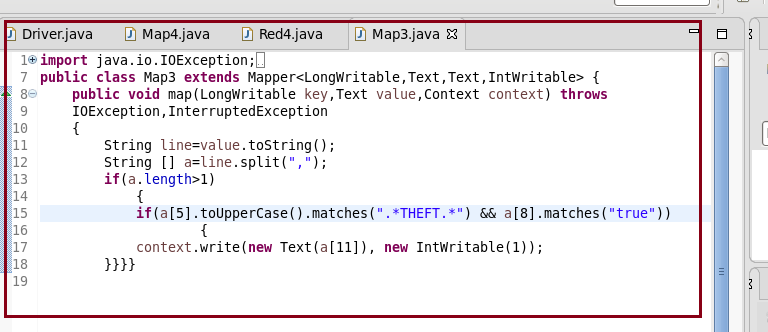 Driver.java Map4.java Red4.java Map3.java
1 import java.io.IOException;
7 public class Map3 extends Mapper<LongWritable,Text,Text,IntWritable> {
8 public void map(LongWritable key,Text value,Context context) throws
9 IOException,InterruptedException
10 {
11 String line=value.toString();
12 String [] a=line.split(",");
13 if(a.length>1)
14 {
15 if(a[5].toUpperCase().matches(".*THEFT.*") && a[8].matches("true"))
16 {
17 context.write(new Text(a[11]), new IntWritable(1));
18 }}}}
19